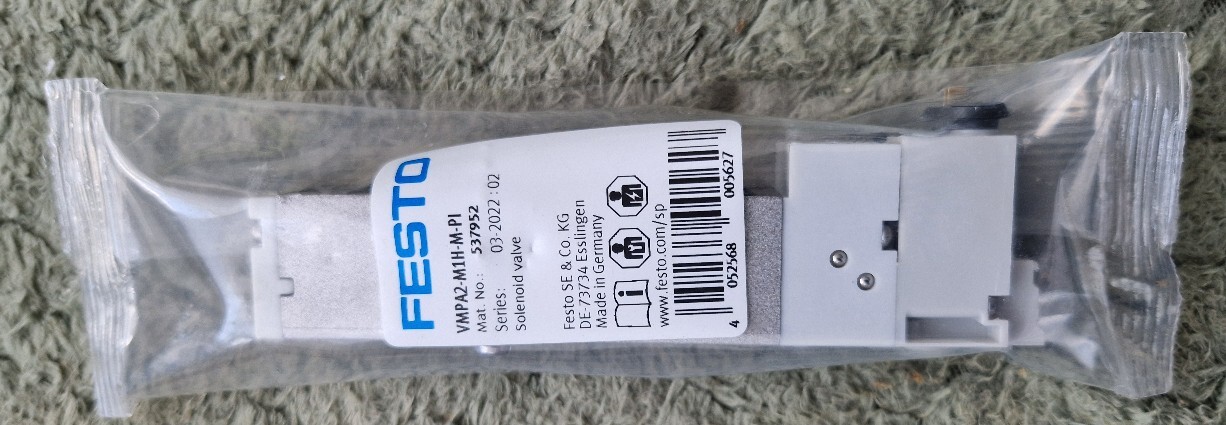 FESTO
VMPA2-M1H-M-PI
Mat. No.: 537952
Series: 03-2022 : 02
Solenoid valve
Festo SE & Co. KG
DE-73734 Esslingen
Made in Germany
www.festo.com/sp
4 052568 005627